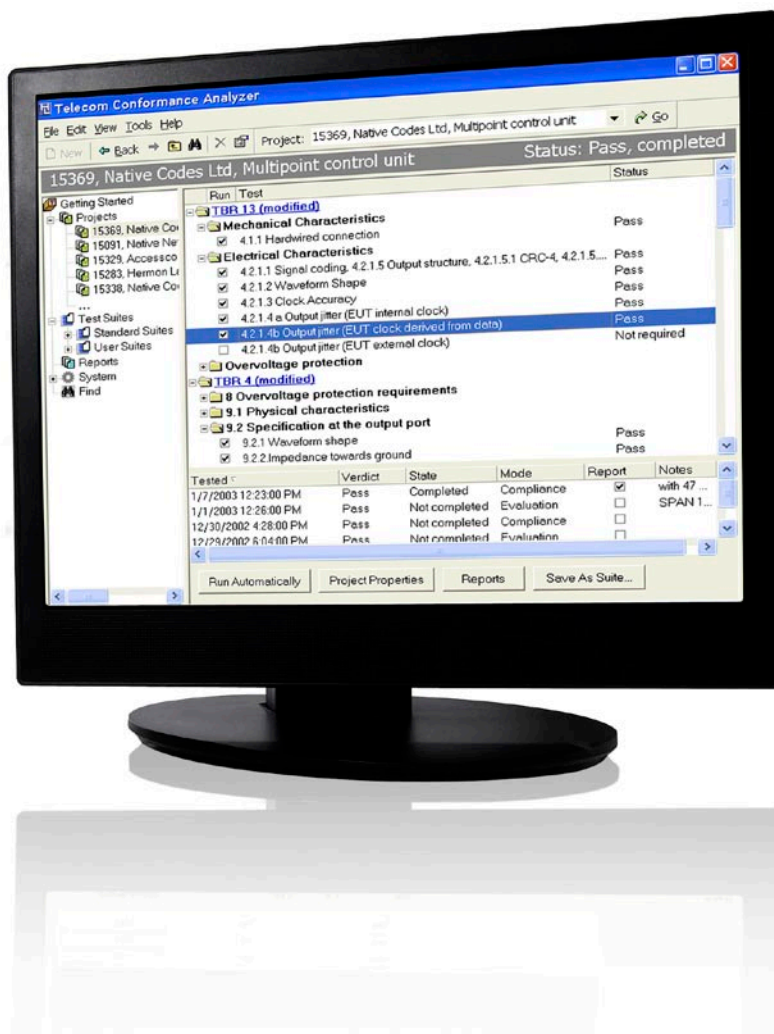 Telecom Conformance Analyzer
File Edit View Tools Help
New Back Project: 15369, Native Codes Ltd, Multipoint control unit Go
15369, Native Codes Ltd, Multipoint control unit Status: Pass, completed
Getting Started
Projects
15369, Native Co
15091, Native Ne
15329, Accessco
15283, Hermon L
15338, Native Co
...
Test Suites
Standard Suites
User Suites
Reports
System
Find
Run Test Status
TBR 13 (modified)
Mechanical Characteristics Pass
4.1.1 Hardwired connection
Electrical Characteristics Pass
4.2.1.1 Signal coding, 4.2.1.5 Output structure, 4.2.1.5.1 CRC-4, 4.2.1.5.... Pass
4.2.1.2 Waveform Shape Pass
4.2.1.3 Clock Accuracy Pass
4.2.1.4 a Output jitter (EUT internal clock) Pass
4.2.1.4b Output jitter (EUT clock derived from data) Not required
4.2.1.4b Output jitter (EUT external clock)
Overvoltage protection
TBR 4 (modified)
8 Overvoltage protection requirements
9.1 Physical characteristics
9.2 Specification at the output port
9.2.1 Waveform shape Pass
9.2.2 Impedance towards ground Pass
Tested Verdict State Mode Report Notes
1/7/2003 12:23:00 PM Pass Completed Compliance with 47 ...
1/1/2003 12:26:00 PM Pass Not completed Evaluation SPAN 1...
12/30/2002 4:28:00 PM Pass Not completed Compliance
12/29/2002 6:04:00 PM Pass Not completed Evaluation
Run Automatically Project Properties Reports Save As Suite...